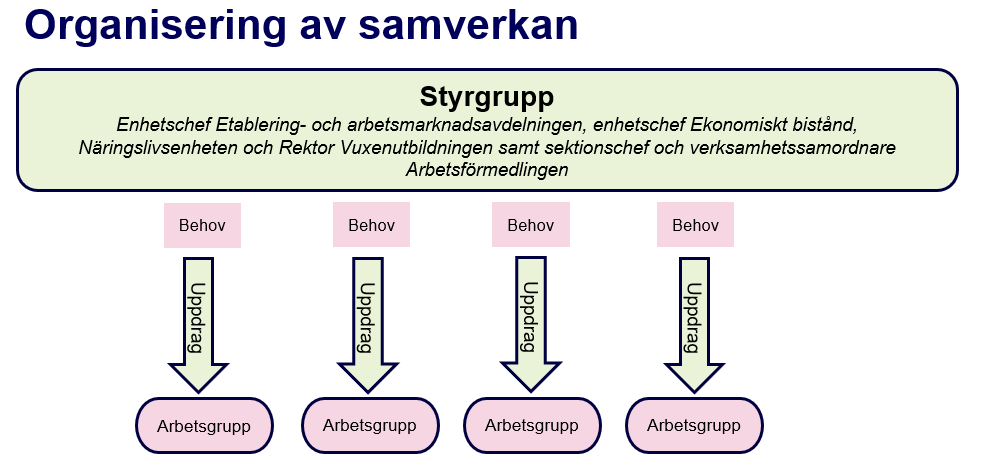 Organisering av samverkan
Styrgrupp
Enhetschef Etablering- och arbetsmarknadsavdelningen, enhetschef Ekonomiskt bistånd,
Näringslivsenheten och Rektor Vuxenutbildningen samt sektionschef och verksamhetssamordnare
Arbetsförmedlingen
Behov
Behov
Behov
Behov
Uppdrag
Uppdrag
Uppdrag
Uppdrag
Arbetsgrupp
Arbetsgrupp
Arbetsgrupp
Arbetsgrupp